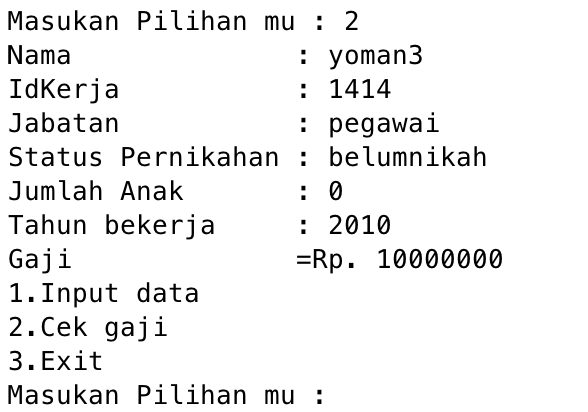 Masukan Pilihan mu : 2
Nama              : yoman3
IdKerja           : 1414
Jabatan           : pegawai
Status Pernikahan : belumnikah
Jumlah Anak       : 0
Tahun bekerja     : 2010
Gaji              =Rp. 10000000
1.Input data
2.Cek gaji
3.Exit
Masukan Pilihan mu :